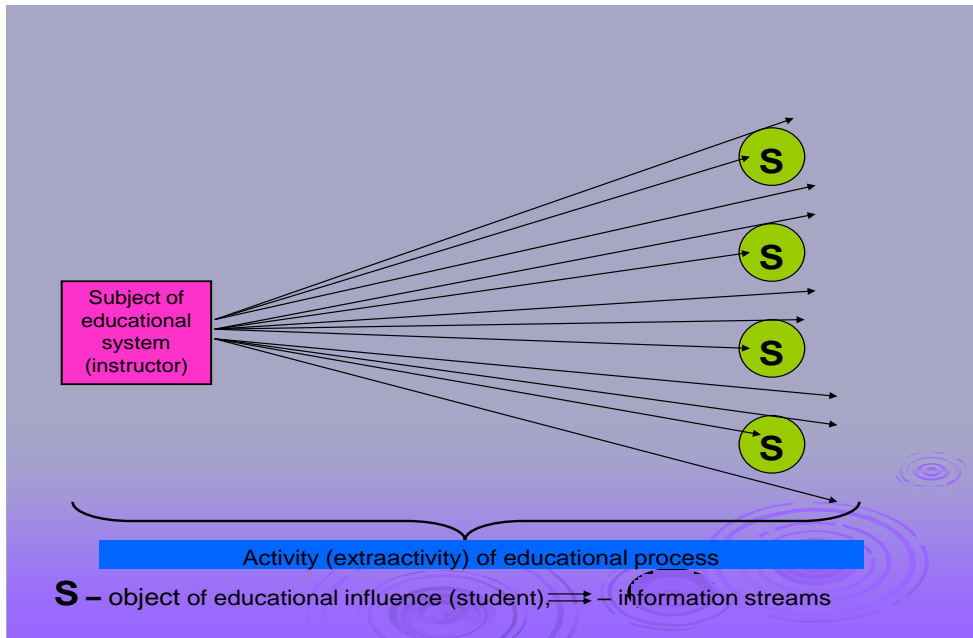 S
S
Subject of
educational
system
(instructor)
S
S
Activity (extraactivity) of educational process
S – object of educational influence (student), – information streams